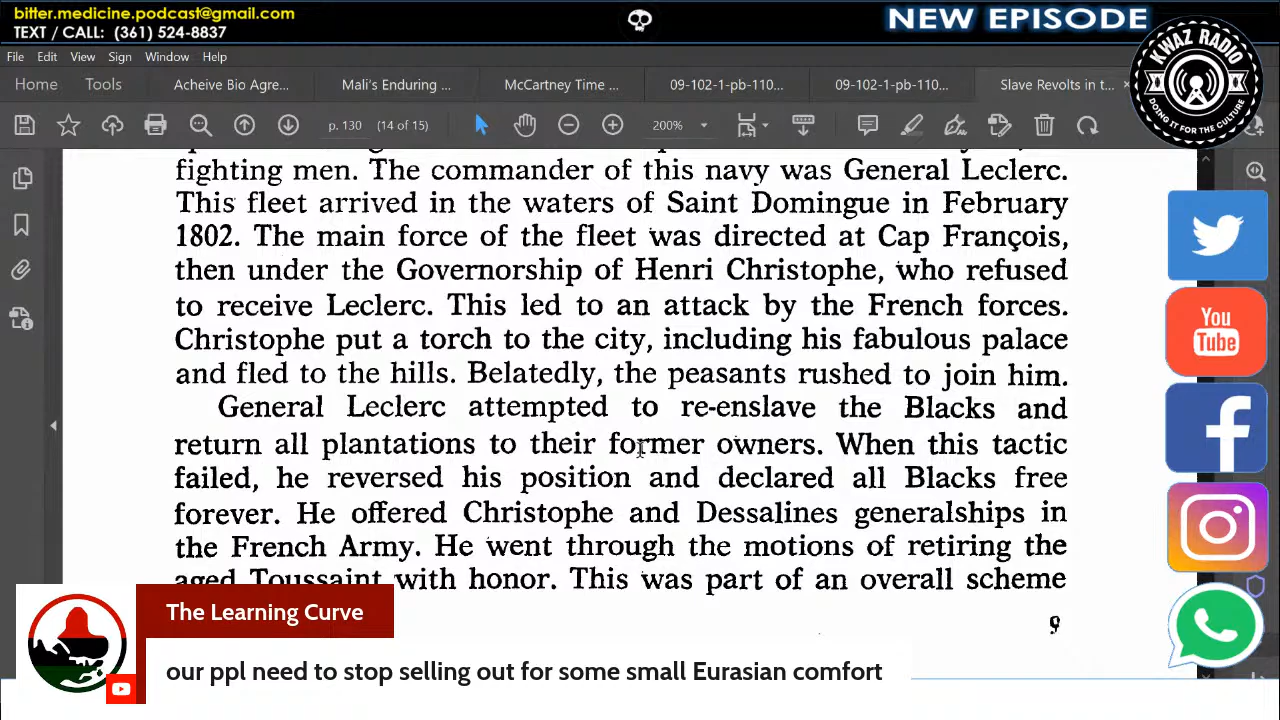 bitter.medicine.podcast@gmail.com
TEXT / CALL: (361) 524-8837
NEW EPISODE
KWAZ RADIO
DOING IT FOR THE CULTURE
File Edit View Sign Window Help
Home Tools Acheive Bio Agre... Mali's Enduring ... McCartney Time ... 09-102-1-pb-110... 09-102-1-pb-110... Slave Revolts in t...
p. 130 (14 of 15) 200%
fighting men. The commander of this navy was General Leclerc.
This fleet arrived in the waters of Saint Domingue in February
1802. The main force of the fleet was directed at Cap François,
then under the Governorship of Henri Christophe, who refused
to receive Leclerc. This led to an attack by the French forces.
Christophe put a torch to the city, including his fabulous palace
and fled to the hills. Belatedly, the peasants rushed to join him.
General Leclerc attempted to re-enslave the Blacks and
return all plantations to their former owners. When this tactic
failed, he reversed his position and declared all Blacks free
forever. He offered Christophe and Dessalines generalships in
the French Army. He went through the motions of retiring the
aged Toussaint with honor. This was part of an overall scheme
9
You
Tube
The Learning Curve
our ppl need to stop selling out for some small Eurasian comfort